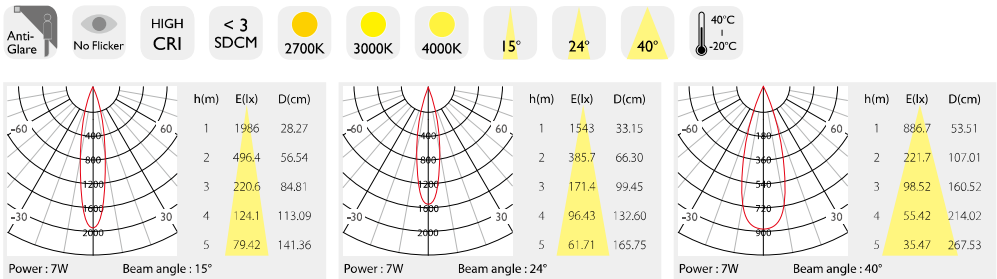 Anti-
Glare
No Flicker
HIGH
CRI
< 3
SDCM
2700K
3000K
4000K
15°
24°
40°
40°C
-20°C
h(m) E(lx) D(cm)
-60 60
400
1 1986 28.27
800
2 496.4 56.54
1200
3 220.6 84.81
-30 30
1600
4 124.1 113.09
2000
5 79.42 141.36
Power : 7W Beam angle : 15°
h(m) E(lx) D(cm)
-60 60
400
1 1543 33.15
800
2 385.7 66.30
1200
3 171.4 99.45
-30 30
1600
4 96.43 132.60
2000
5 61.71 165.75
Power : 7W Beam angle : 24°
h(m) E(lx) D(cm)
-60 60
180
1 886.7 53.51
360
2 221.7 107.01
540
3 98.52 160.52
-30 30
720
4 55.42 214.02
900
5 35.47 267.53
Power : 7W Beam angle : 40°